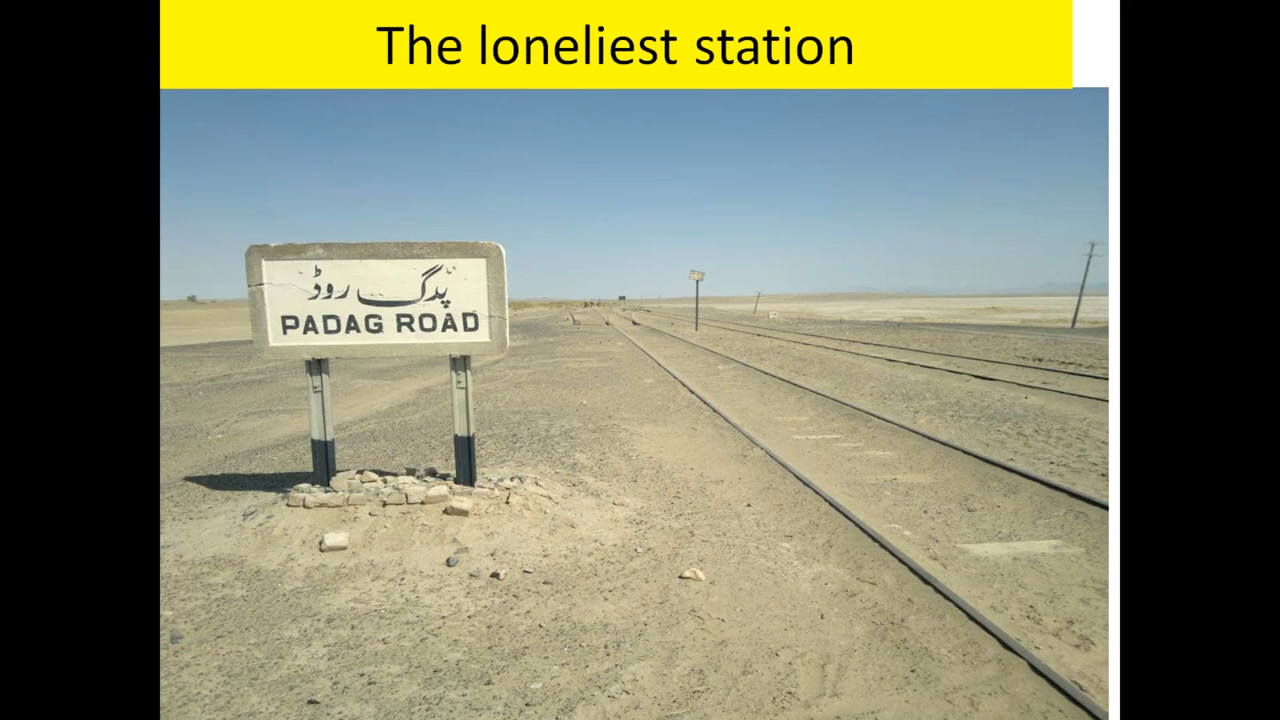 The loneliest station
پدگ روڈ
PADAG ROAD